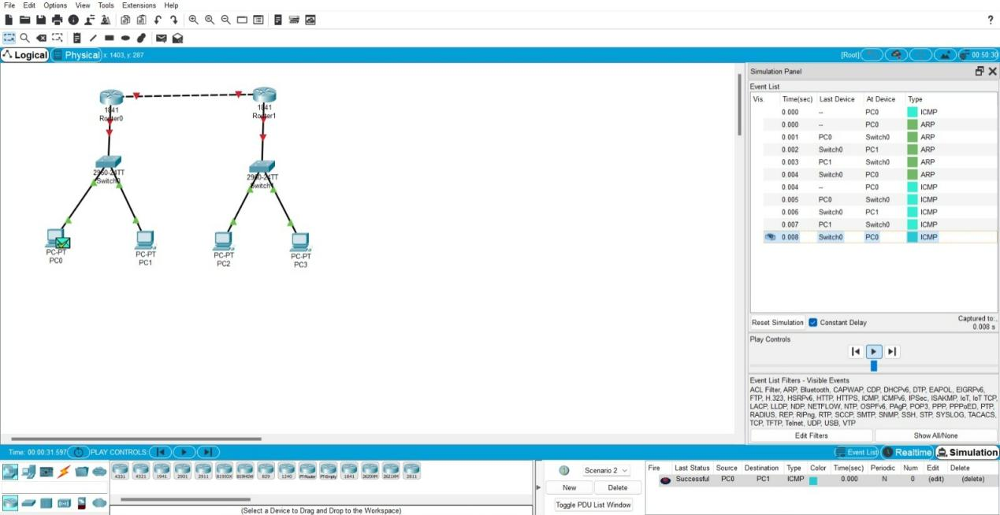 File Edit Options View Tools Extensions Help
?
Logical Physical x: 1403, y: 287 [Root] 00:50:30
Simulation Panel
Event List
Vis. Time(sec) Last Device At Device Type
0.000 -- PC0 ICMP
0.000 -- PC0 ARP
0.001 PC0 Switch0 ARP
0.002 Switch0 PC1 ARP
0.003 PC1 Switch0 ARP
0.004 Switch0 PC0 ARP
0.004 -- PC0 ICMP
0.005 PC0 Switch0 ICMP
0.006 Switch0 PC1 ICMP
0.007 PC1 Switch0 ICMP
0.008 Switch0 PC0 ICMP
1841 1841
Router0 Router1
2960-24TT 2960-24TT
Switch0
PC-PT PC-PT PC-PT PC-PT
PC0 PC1 PC2 PC3
Reset Simulation Constant Delay Captured to:
0.008 s
Play Controls
Event List Filters - Visible Events
ACL Filter, ARP, Bluetooth, CAPWAP, CDP, DHCPv6, DTP, EAPOL, EIGRPv6,
FTP, H.323, HSRPv6, HTTP, HTTPS, ICMP, ICMPv6, IPSec, ISAKMP, IoT, IoT TCP,
LACP, LLDP, NDP, NETFLOW, NTP, OSPFv6, PAgP, POP3, PPP, PPPoED, PTP,
RADIUS, REP, RIPng, RTP, SCCP, SMTP, SNMP, SSH, STP, SYSLOG, TACACS,
TCP, TFTP, Telnet, UDP, USB, VTP
Edit Filters Show All/None
Time: 00:00:31.597 PLAY CONTROLS: Event List Realtime Simulation
4331 4321 1941 2901 2911 819IOX 819HGW 829 1240 PT-Router PT-Empty 1841 2620XM 2621XM 2811
(Select a Device to Drag and Drop to the Workspace)
Scenario 2
New Delete
Toggle PDU List Window
Fire Last Status Source Destination Type Color Time(sec) Periodic Num Edit Delete
Successful PC0 PC1 ICMP 0.000 N 0 (edit) (delete)